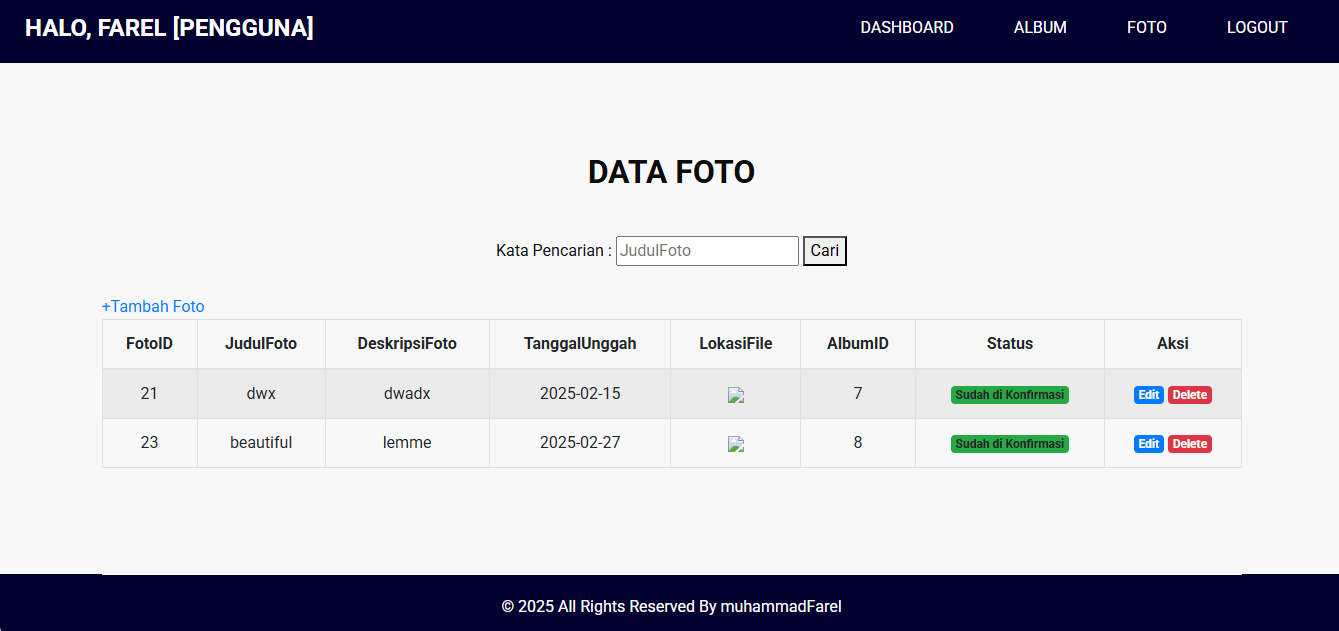 HALO, FAREL [PENGGUNA] DASHBOARD ALBUM FOTO LOGOUT
DATA FOTO
Kata Pencarian : JudulFoto Cari
+Tambah Foto
FotoID JudulFoto DeskripsiFoto TanggalUnggah LokasiFile AlbumID Status Aksi
21 dwx dwadx 2025-02-15 7 Sudah di Konfirmasi Edit Delete
23 beautiful lemme 2025-02-27 8 Sudah di Konfirmasi Edit Delete
© 2025 All Rights Reserved By muhammadFarel